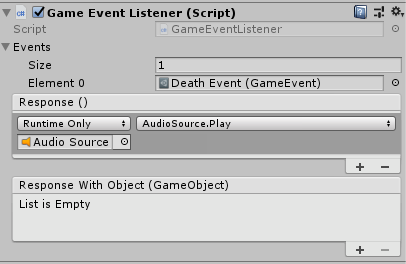 Game Event Listener (Script)
Script GameEventListener
Events
Size 1
Element 0 Death Event (GameEvent)
Response ()
Runtime Only AudioSource.Play
Audio Source
+ −
Response With Object (GameObject)
List is Empty
+ −